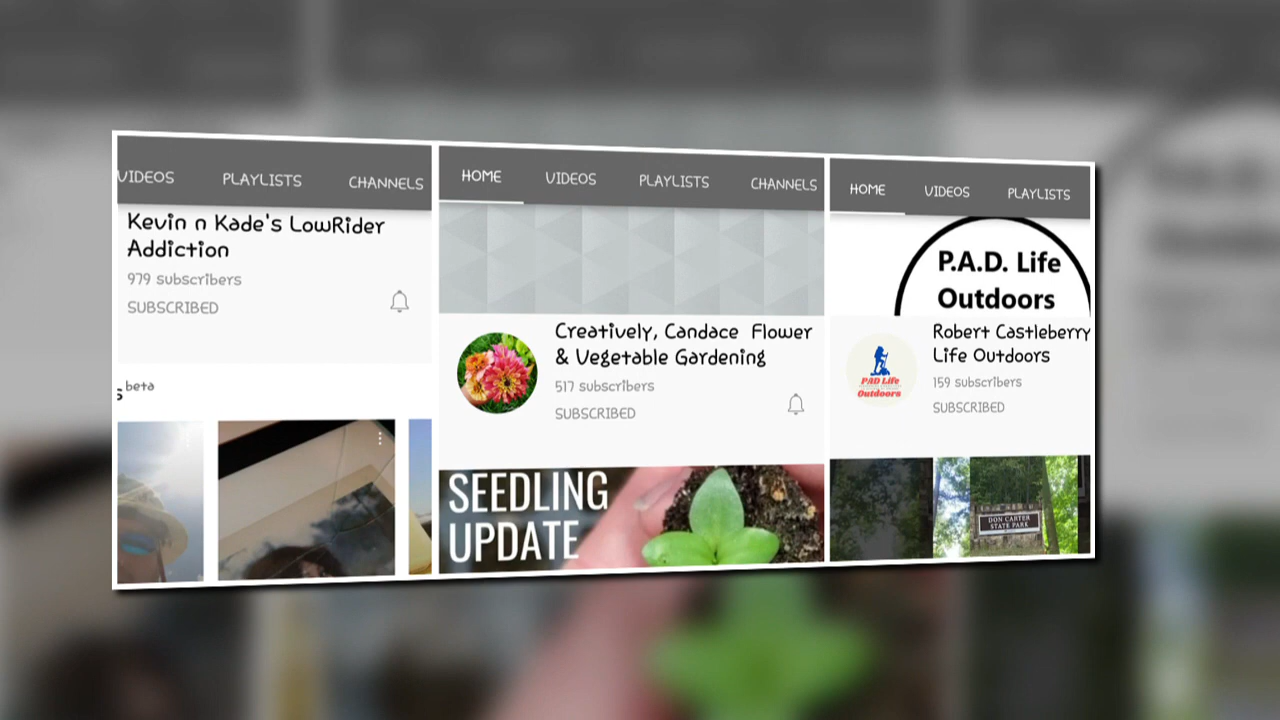 VIDEOS PLAYLISTS CHANNELS
Kevin n Kade's LowRider
Addiction
979 subscribers
SUBSCRIBED
s beta
HOME VIDEOS PLAYLISTS CHANNELS
Creatively, Candace Flower
& Vegetable Gardening
517 subscribers
SUBSCRIBED
SEEDLING
UPDATE
HOME VIDEOS PLAYLISTS
P.A.D. Life
Outdoors
Robert Castleberry
Life Outdoors
159 subscribers
SUBSCRIBED
PAD Life
Outdoors
DON CARTER
STATE PARK